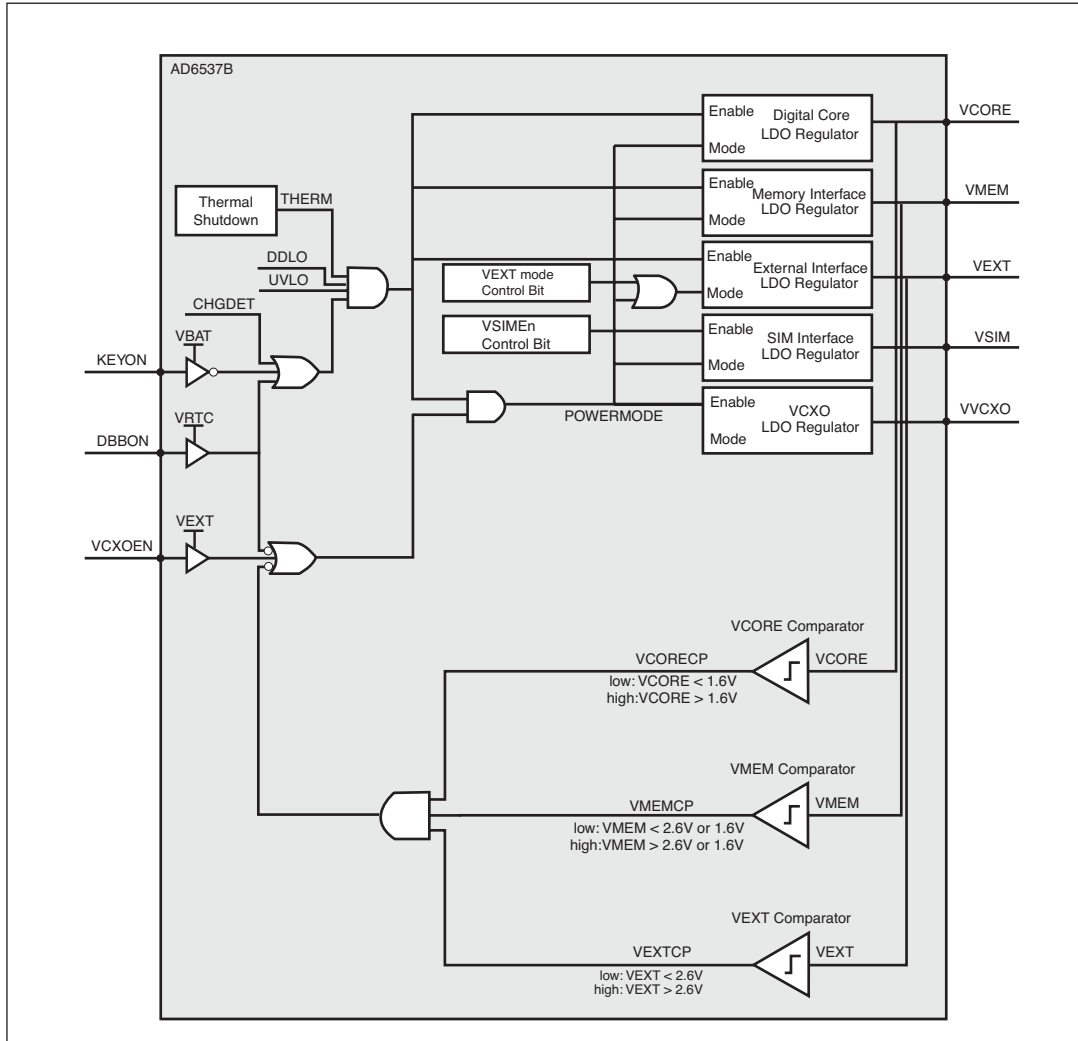 AD6537B
Enable
Digital Core
LDO Regulator
Mode
VCORE
Enable
Memory Interface
LDO Regulator
Mode
VMEM
Thermal
Shutdown
THERM
DDLO
UVLO
CHGDET
VBAT
KEYON
VRTC
DBBON
VEXT
VCXOEN
VEXT mode
Control Bit
Enable
External Interface
LDO Regulator
Mode
VEXT
VSIMEn
Control Bit
Enable
SIM Interface
LDO Regulator
Mode
VSIM
POWERMODE
Enable
VCXO
LDO Regulator
Mode
VVCXO
VCORE Comparator
VCORECP
VCORE
low: VCORE < 1.6V
high:VCORE > 1.6V
VMEM Comparator
VMEMCP
VMEM
low: VMEM < 2.6V or 1.6V
high:VMEM > 2.6V or 1.6V
VEXT Comparator
VEXTCP
VEXT
low: VEXT < 2.6V
high: VEXT > 2.6V